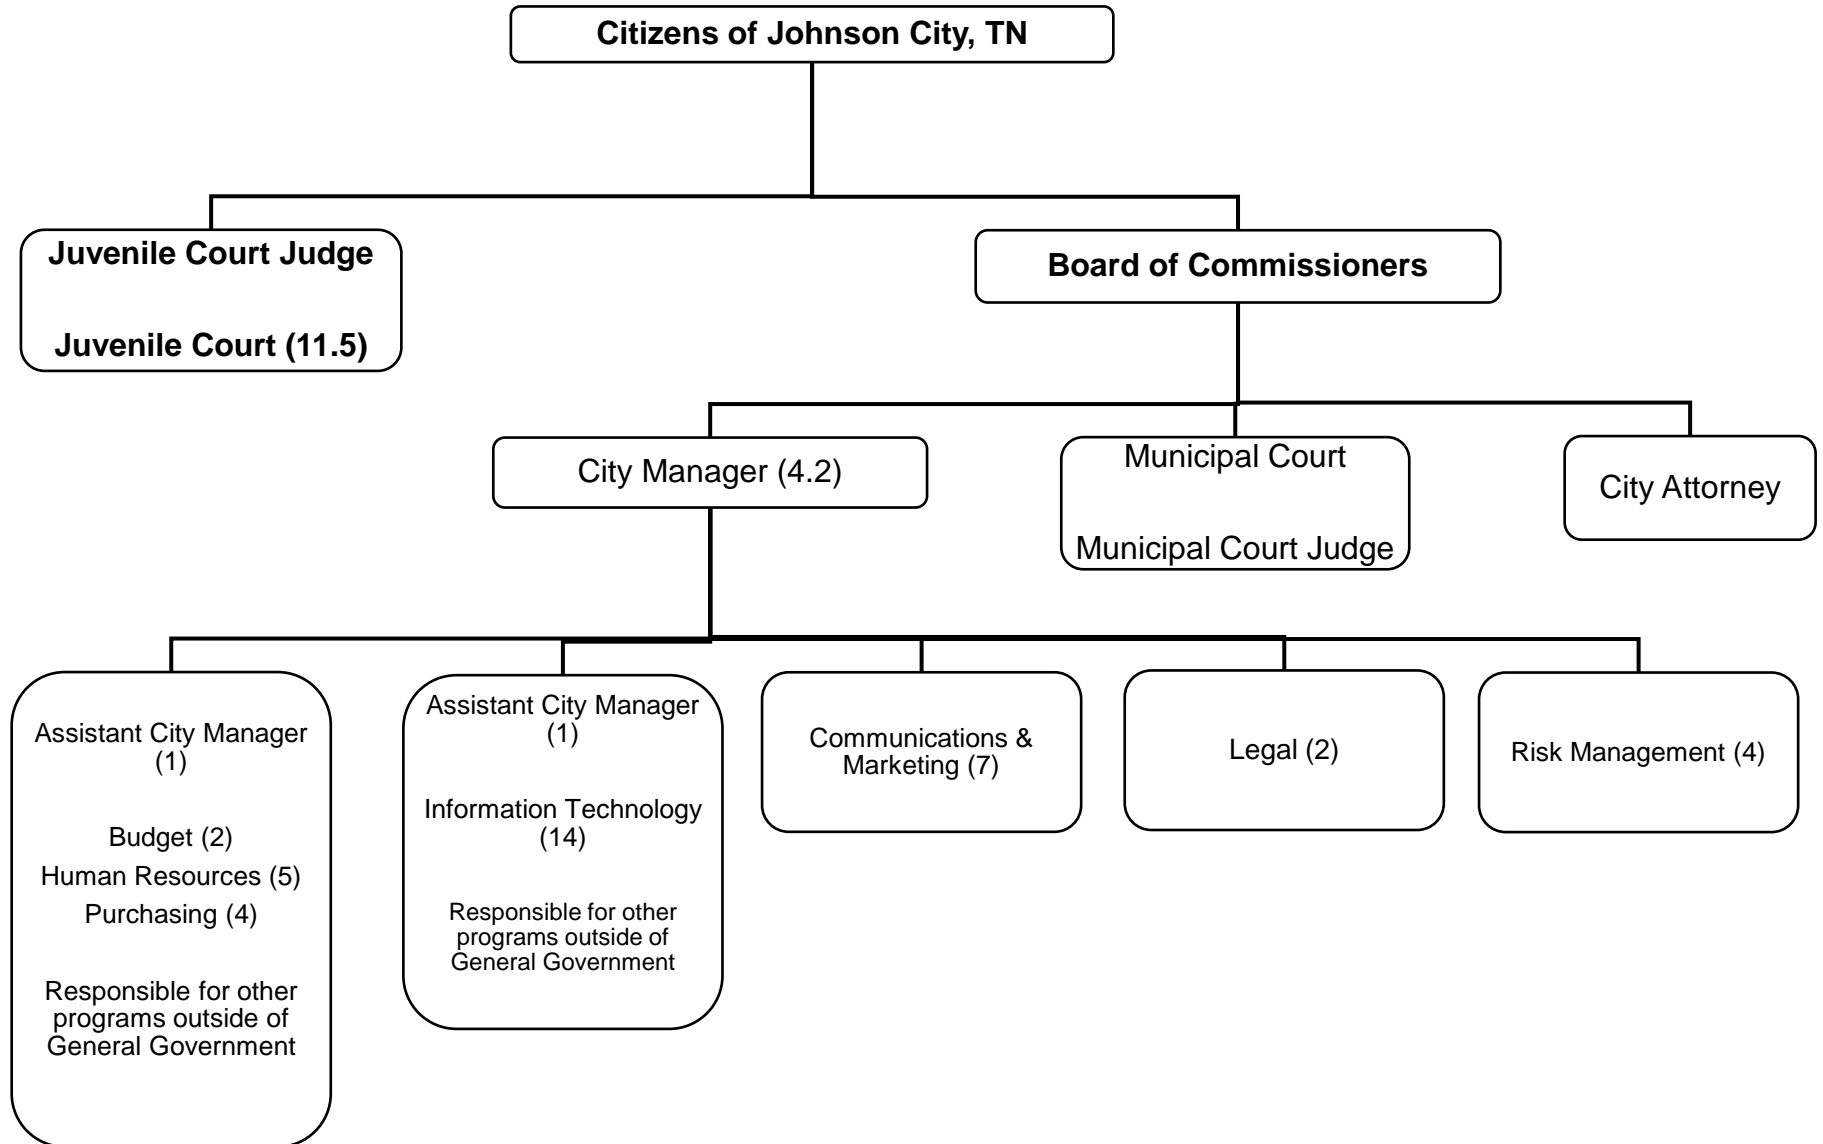 Citizens of Johnson City, TN
Juvenile Court Judge
Juvenile Court (11.5)
Board of Commissioners
City Manager (4.2)
Municipal Court
Municipal Court Judge
City Attorney
Assistant City Manager
(1)
Budget (2)
Human Resources (5)
Purchasing (4)
Responsible for other
programs outside of
General Government
Assistant City Manager
(1)
Information Technology
(14)
Responsible for other
programs outside of
General Government
Communications &
Marketing (7)
Legal (2)
Risk Management (4)